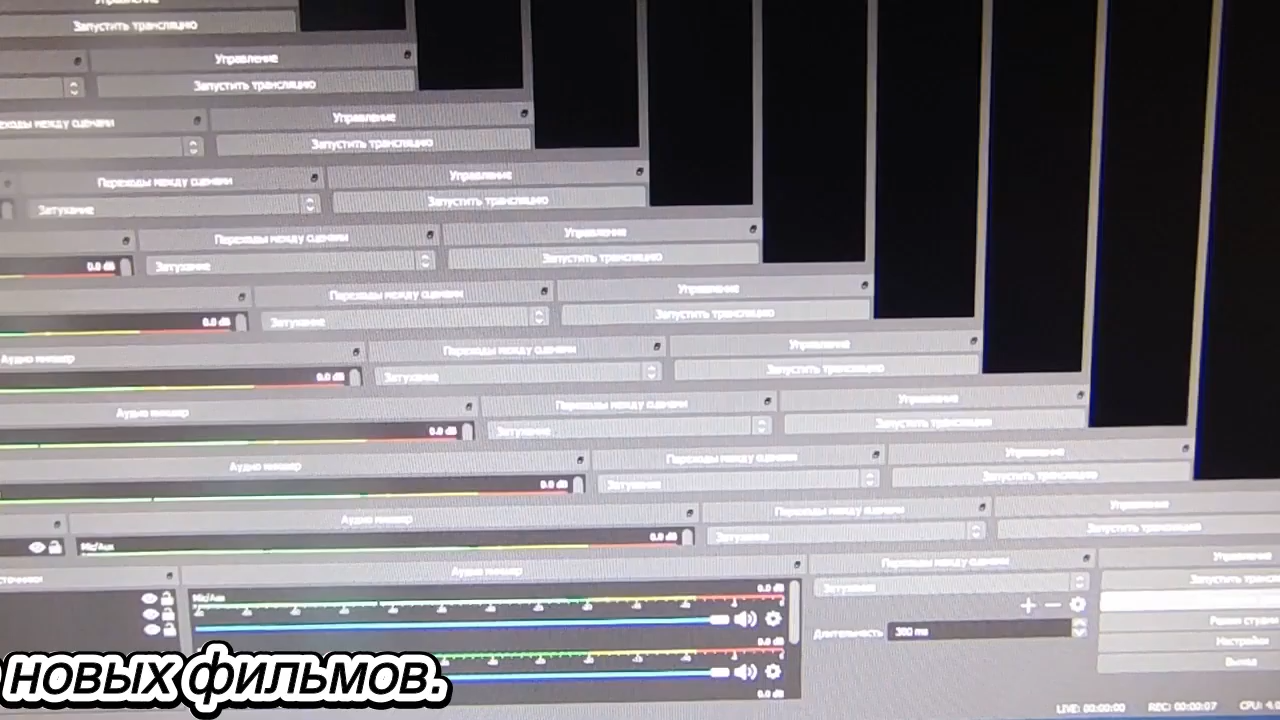 Управление
Запустить трансляцию
Управление
Запустить трансляцию
Управление
Переходы между сценами
Запустить трансляцию
Управление
Переходы между сценами
Запустить трансляцию
Затухание
Управление
Переходы между сценами
Запустить трансляцию
0.0 dB
Затухание
Управление
Переходы между сценами
Запустить трансляцию
0.0 dB
Затухание
Управление
Переходы между сценами
Аудио микшер
Запустить трансляцию
0.0 dB
Затухание
Управление
Переходы между сценами
Аудио микшер
Запустить трансляцию
0.0 dB
Затухание
Управление
Переходы между сценами
Аудио микшер
Запустить трансляцию
0.0 dB
Затухание
Управление
Переходы между сценами
Аудио микшер
Запустить трансляцию
0.0 dB
Затухание
Mic/Aux
Управление
Переходы между сценами
Аудио микшер
0.0 dB
Затухание
Mic/Aux
Длительность
300 ms
Настройки
Выход
0.0 dB
0.0 dB
новых фильмов.
LIVE: 00:00:00
REC: 00:00:07